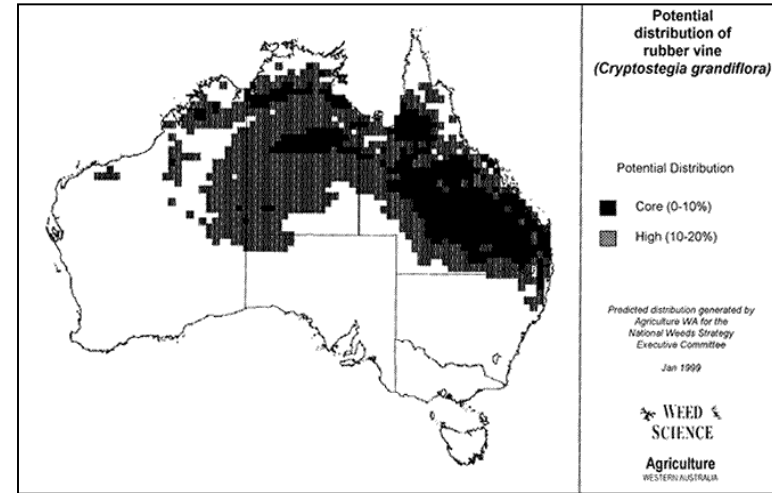 Potential
distribution of
rubber vine
(Cryptostegia grandiflora)
Potential Distribution
Core (0-10%)
High (10-20%)
Predicted distribution generated by
Agriculture WA for the
National Weeds Strategy
Executive Committee
Jan 1999
WEED
SCIENCE
Agriculture
WESTERN AUSTRALIA